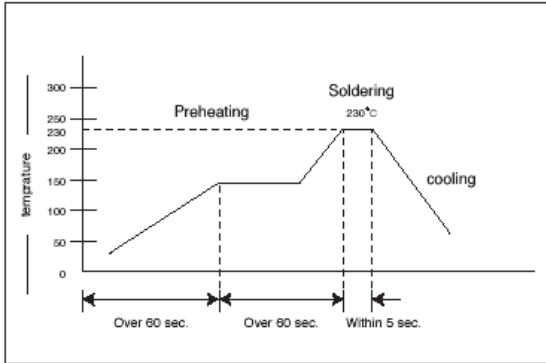 Soldering
230°C
Preheating
cooling
temprature
300
250
230
200
150
100
50
0
Over 60 sec.
Over 60 sec.
Within 5 sec.